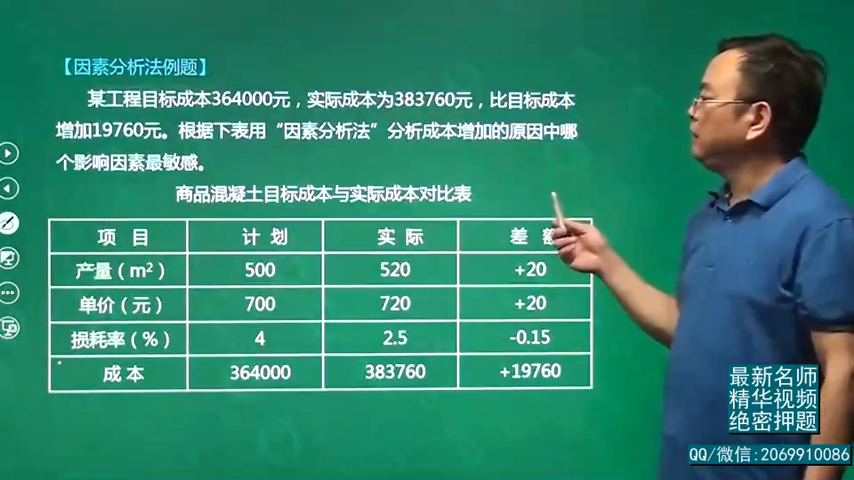 【因素分析法例题】
某工程目标成本364000元，实际成本为383760元，比目标成本
增加19760元。根据下表用“因素分析法”分析成本增加的原因中哪
个影响因素最敏感。
商品混凝土目标成本与实际成本对比表
项 目 计 划 实 际 差 额
产量（m²） 500 520 +20
单价（元） 700 720 +20
损耗率（%） 4 2.5 -0.15
成 本 364000 383760 +19760
最新名师
精华视频
绝密押题
QQ/微信:2069910086